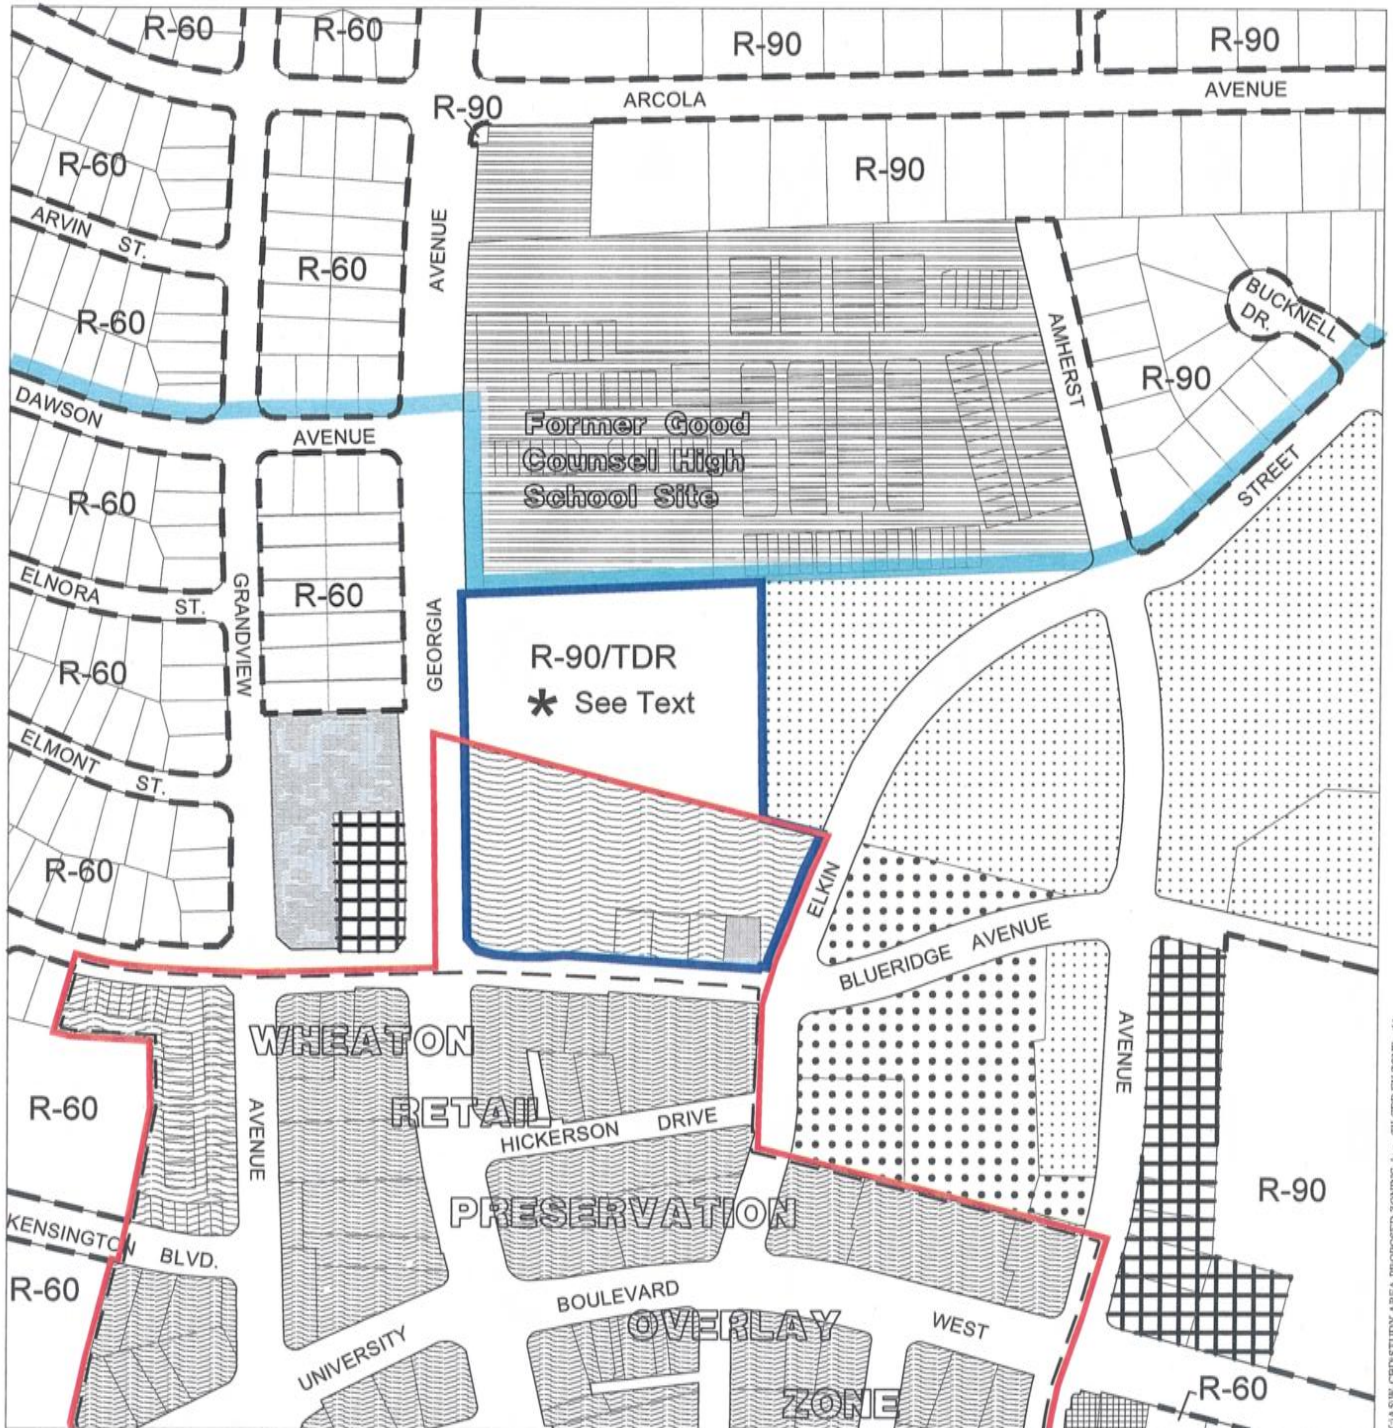 R-60
R-60
R-90
R-90
ARCOLA
AVENUE
R-90
R-60
R-90
ARVIN ST.
AVENUE
R-60
R-60
BUCKNELL
DR.
AMHERST
R-90
DAWSON
AVENUE
Former Good
Counsel High
School Site
STREET
R-60
ELNORA ST.
GRANDVIEW
R-60
GEORGIA
R-90/TDR
* See Text
R-60
ELMONT ST.
R-60
ELKIN
BLUERIDGE AVENUE
WHEATON
RETAIL
HICKERSON DRIVE
AVENUE
AVENUE
R-60
R-90
PRESERVATION
KENSINGTON BLVD.
R-60
BOULEVARD
UNIVERSITY
OVERLAY
WEST
ZONE
R-60